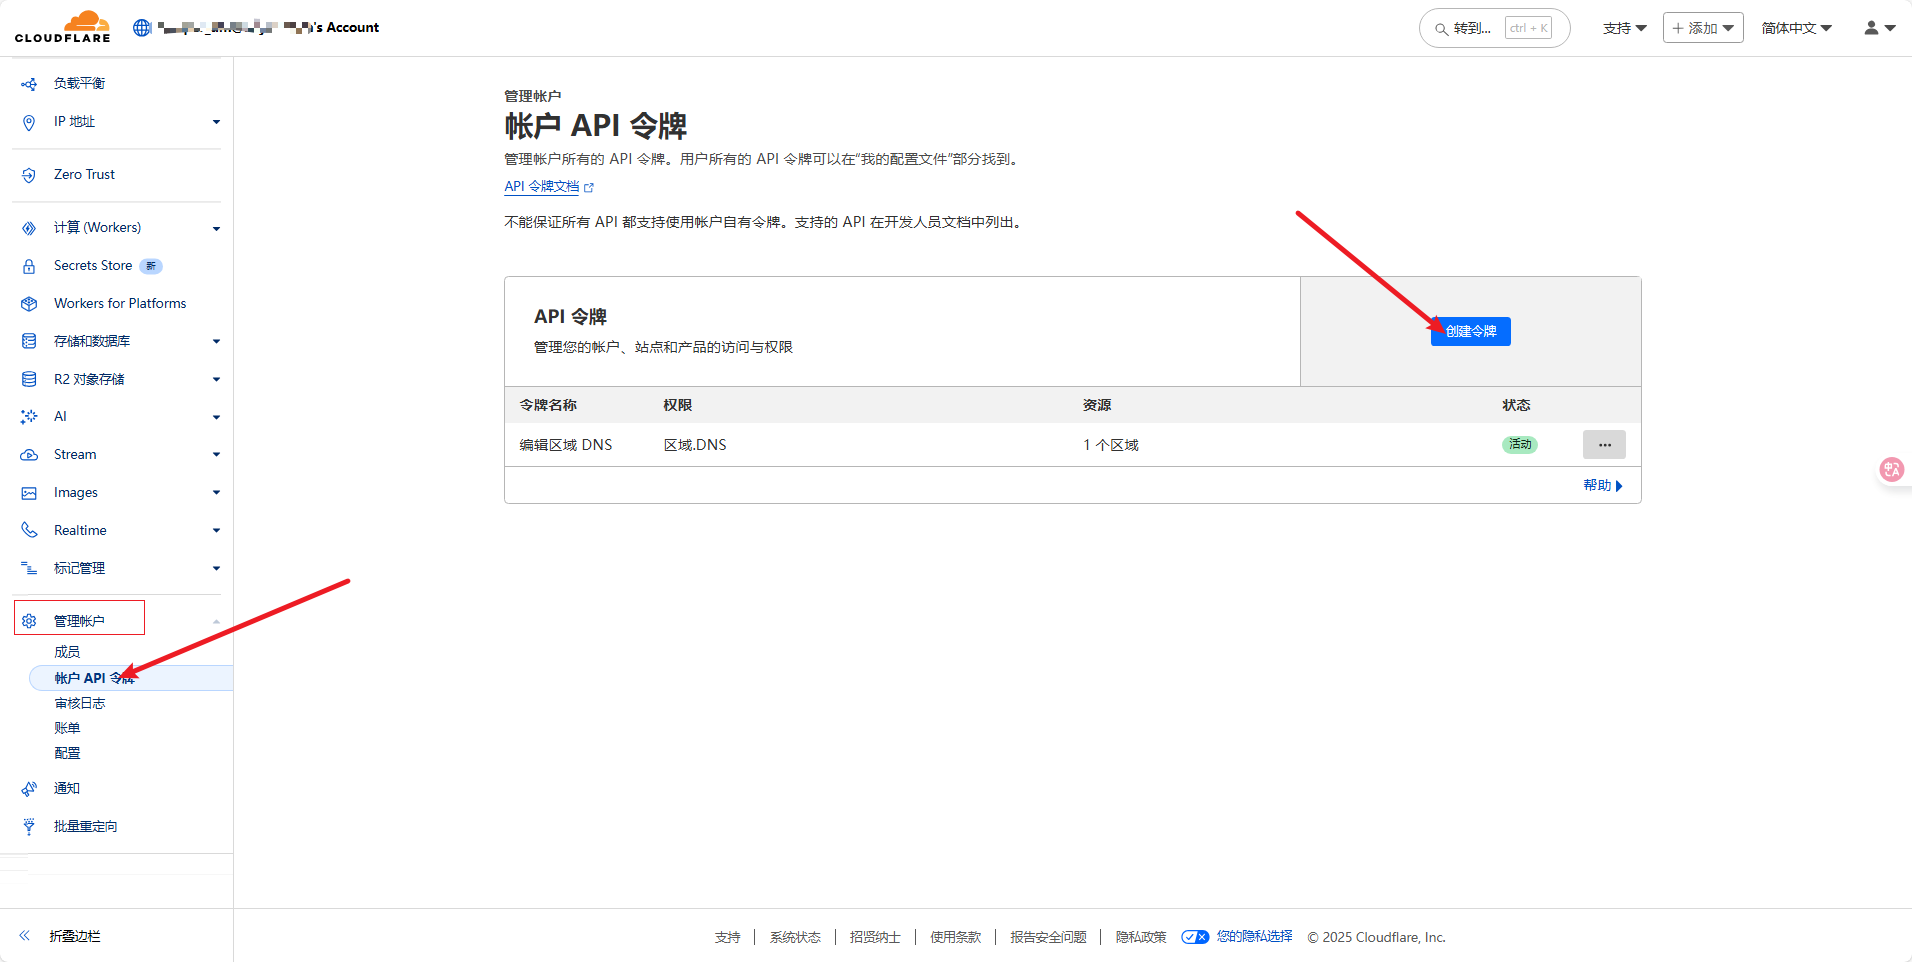 CLOUDFLARE
's Account
转到...
ctrl + K
支持
添加
简体中文
负载平衡
IP 地址
Zero Trust
计算 (Workers)
Secrets Store 新
Workers for Platforms
存储和数据库
R2 对象存储
AI
Stream
Images
Realtime
标记管理
管理帐户
成员
帐户 API 令牌
审核日志
账单
配置
通知
批量重定向
折叠边栏
管理帐户
帐户 API 令牌
管理帐户所有的 API 令牌。用户所有的 API 令牌可以在“我的配置文件”部分找到。
API 令牌文档
不能保证所有 API 都支持使用帐户自有令牌。支持的 API 在开发人员文档中列出。
API 令牌
管理您的帐户、站点和产品的访问与权限
创建令牌
令牌名称 权限 资源 状态
编辑区域 DNS 区域.DNS 1 个区域 活动 ...
帮助
支持 系统状态 招贤纳士 使用条款 报告安全问题 隐私政策 您的隐私选择 © 2025 Cloudflare, Inc.